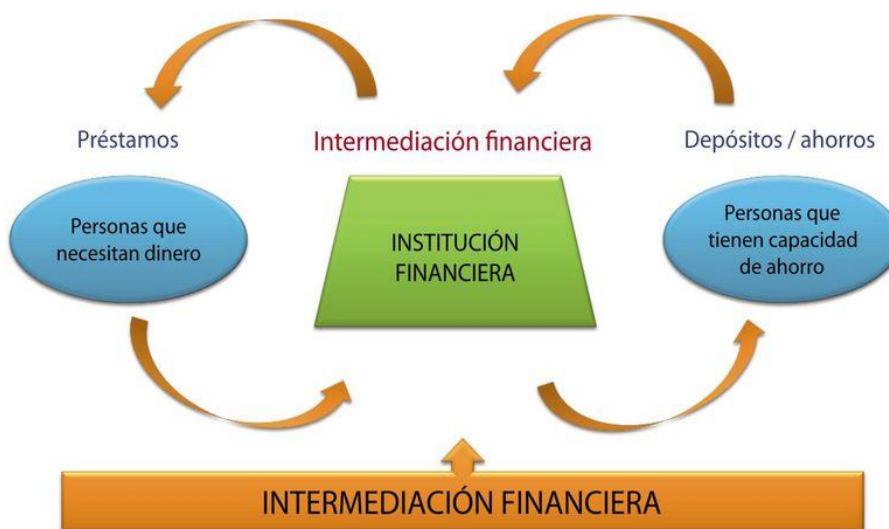 Préstamos
Intermediación financiera
Depósitos / ahorros
Personas que
necesitan dinero
INSTITUCIÓN
FINANCIERA
Personas que
tienen capacidad
de ahorro
INTERMEDIACIÓN FINANCIERA